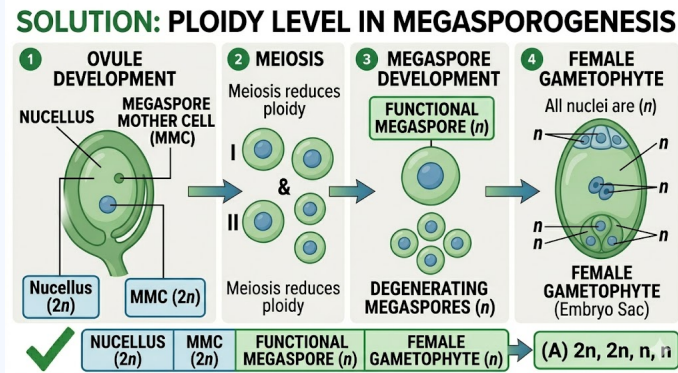 SOLUTION: PLOIDY LEVEL IN MEGASPOROGENESIS
1
OVULE
DEVELOPMENT
NUCELLUS
MEGASPORE
MOTHER CELL
(MMC)
Nucellus
(2n)
MMC (2n)
2
MEIOSIS
Meiosis reduces
ploidy
I
&
II
Meiosis reduces
ploidy
3
MEGASPORE
DEVELOPMENT
FUNCTIONAL
MEGASPORE (n)
DEGENERATING
MEGASPORES (n)
4
FEMALE
GAMETOPHYTE
All nuclei are (n)
n
n
n
n
n
n
FEMALE
GAMETOPHYTE
(Embryo Sac)
NUCELLUS
(2n)
MMC
(2n)
FUNCTIONAL
MEGASPORE (n)
FEMALE
GAMETOPHYTE (n)
(A) 2n, 2n, n, n